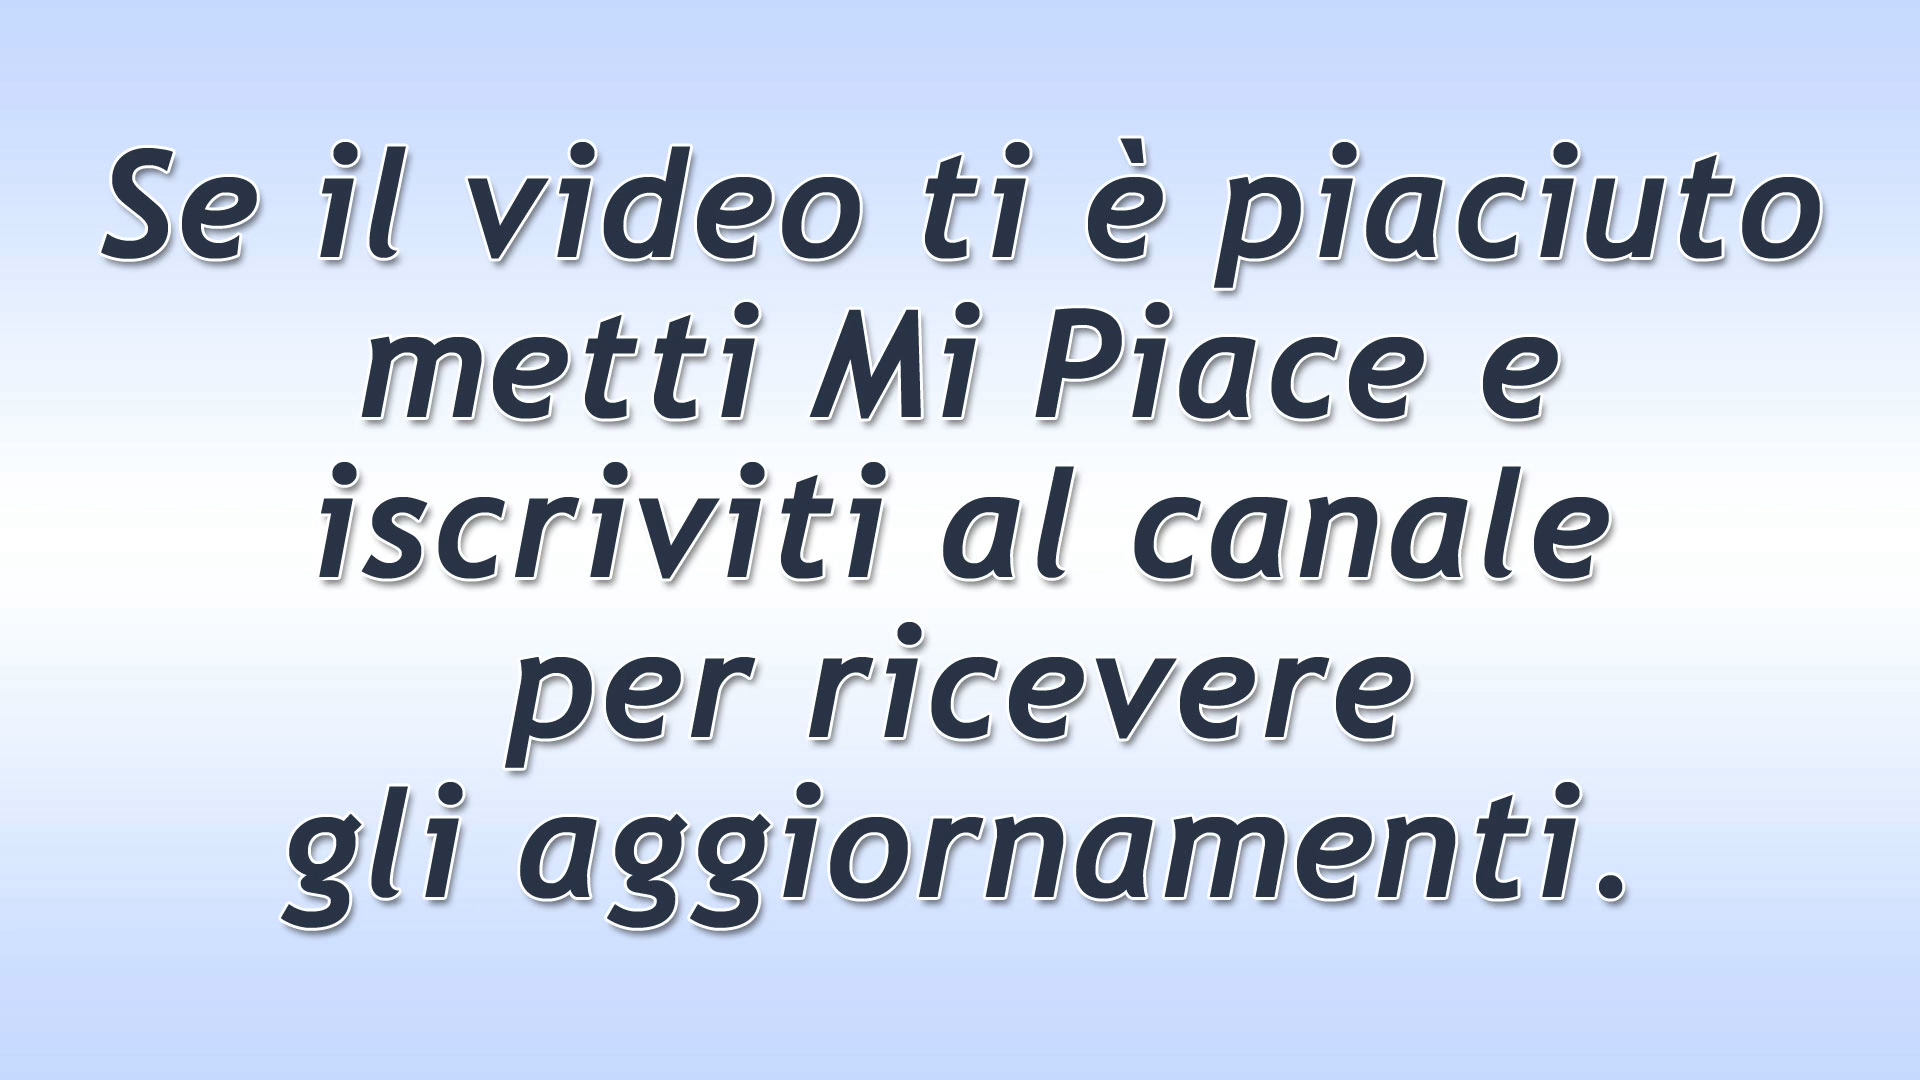 Se il video ti è piaciuto
metti Mi Piace e
iscriviti al canale
per ricevere
gli aggiornamenti.